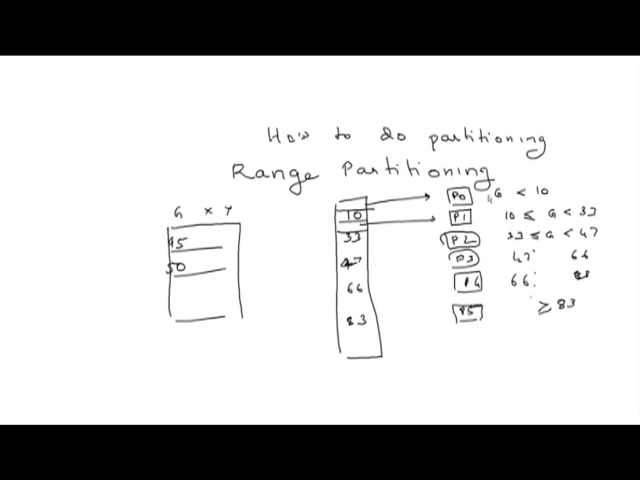 How to do partitioning
Range Partitioning
G X Y
10
33
47
66
83
P0 G < 10
P1 10 ≤ G < 33
P2 33 ≤ G < 47
P3 47 66
P4 66
P5 ≥ 83
50